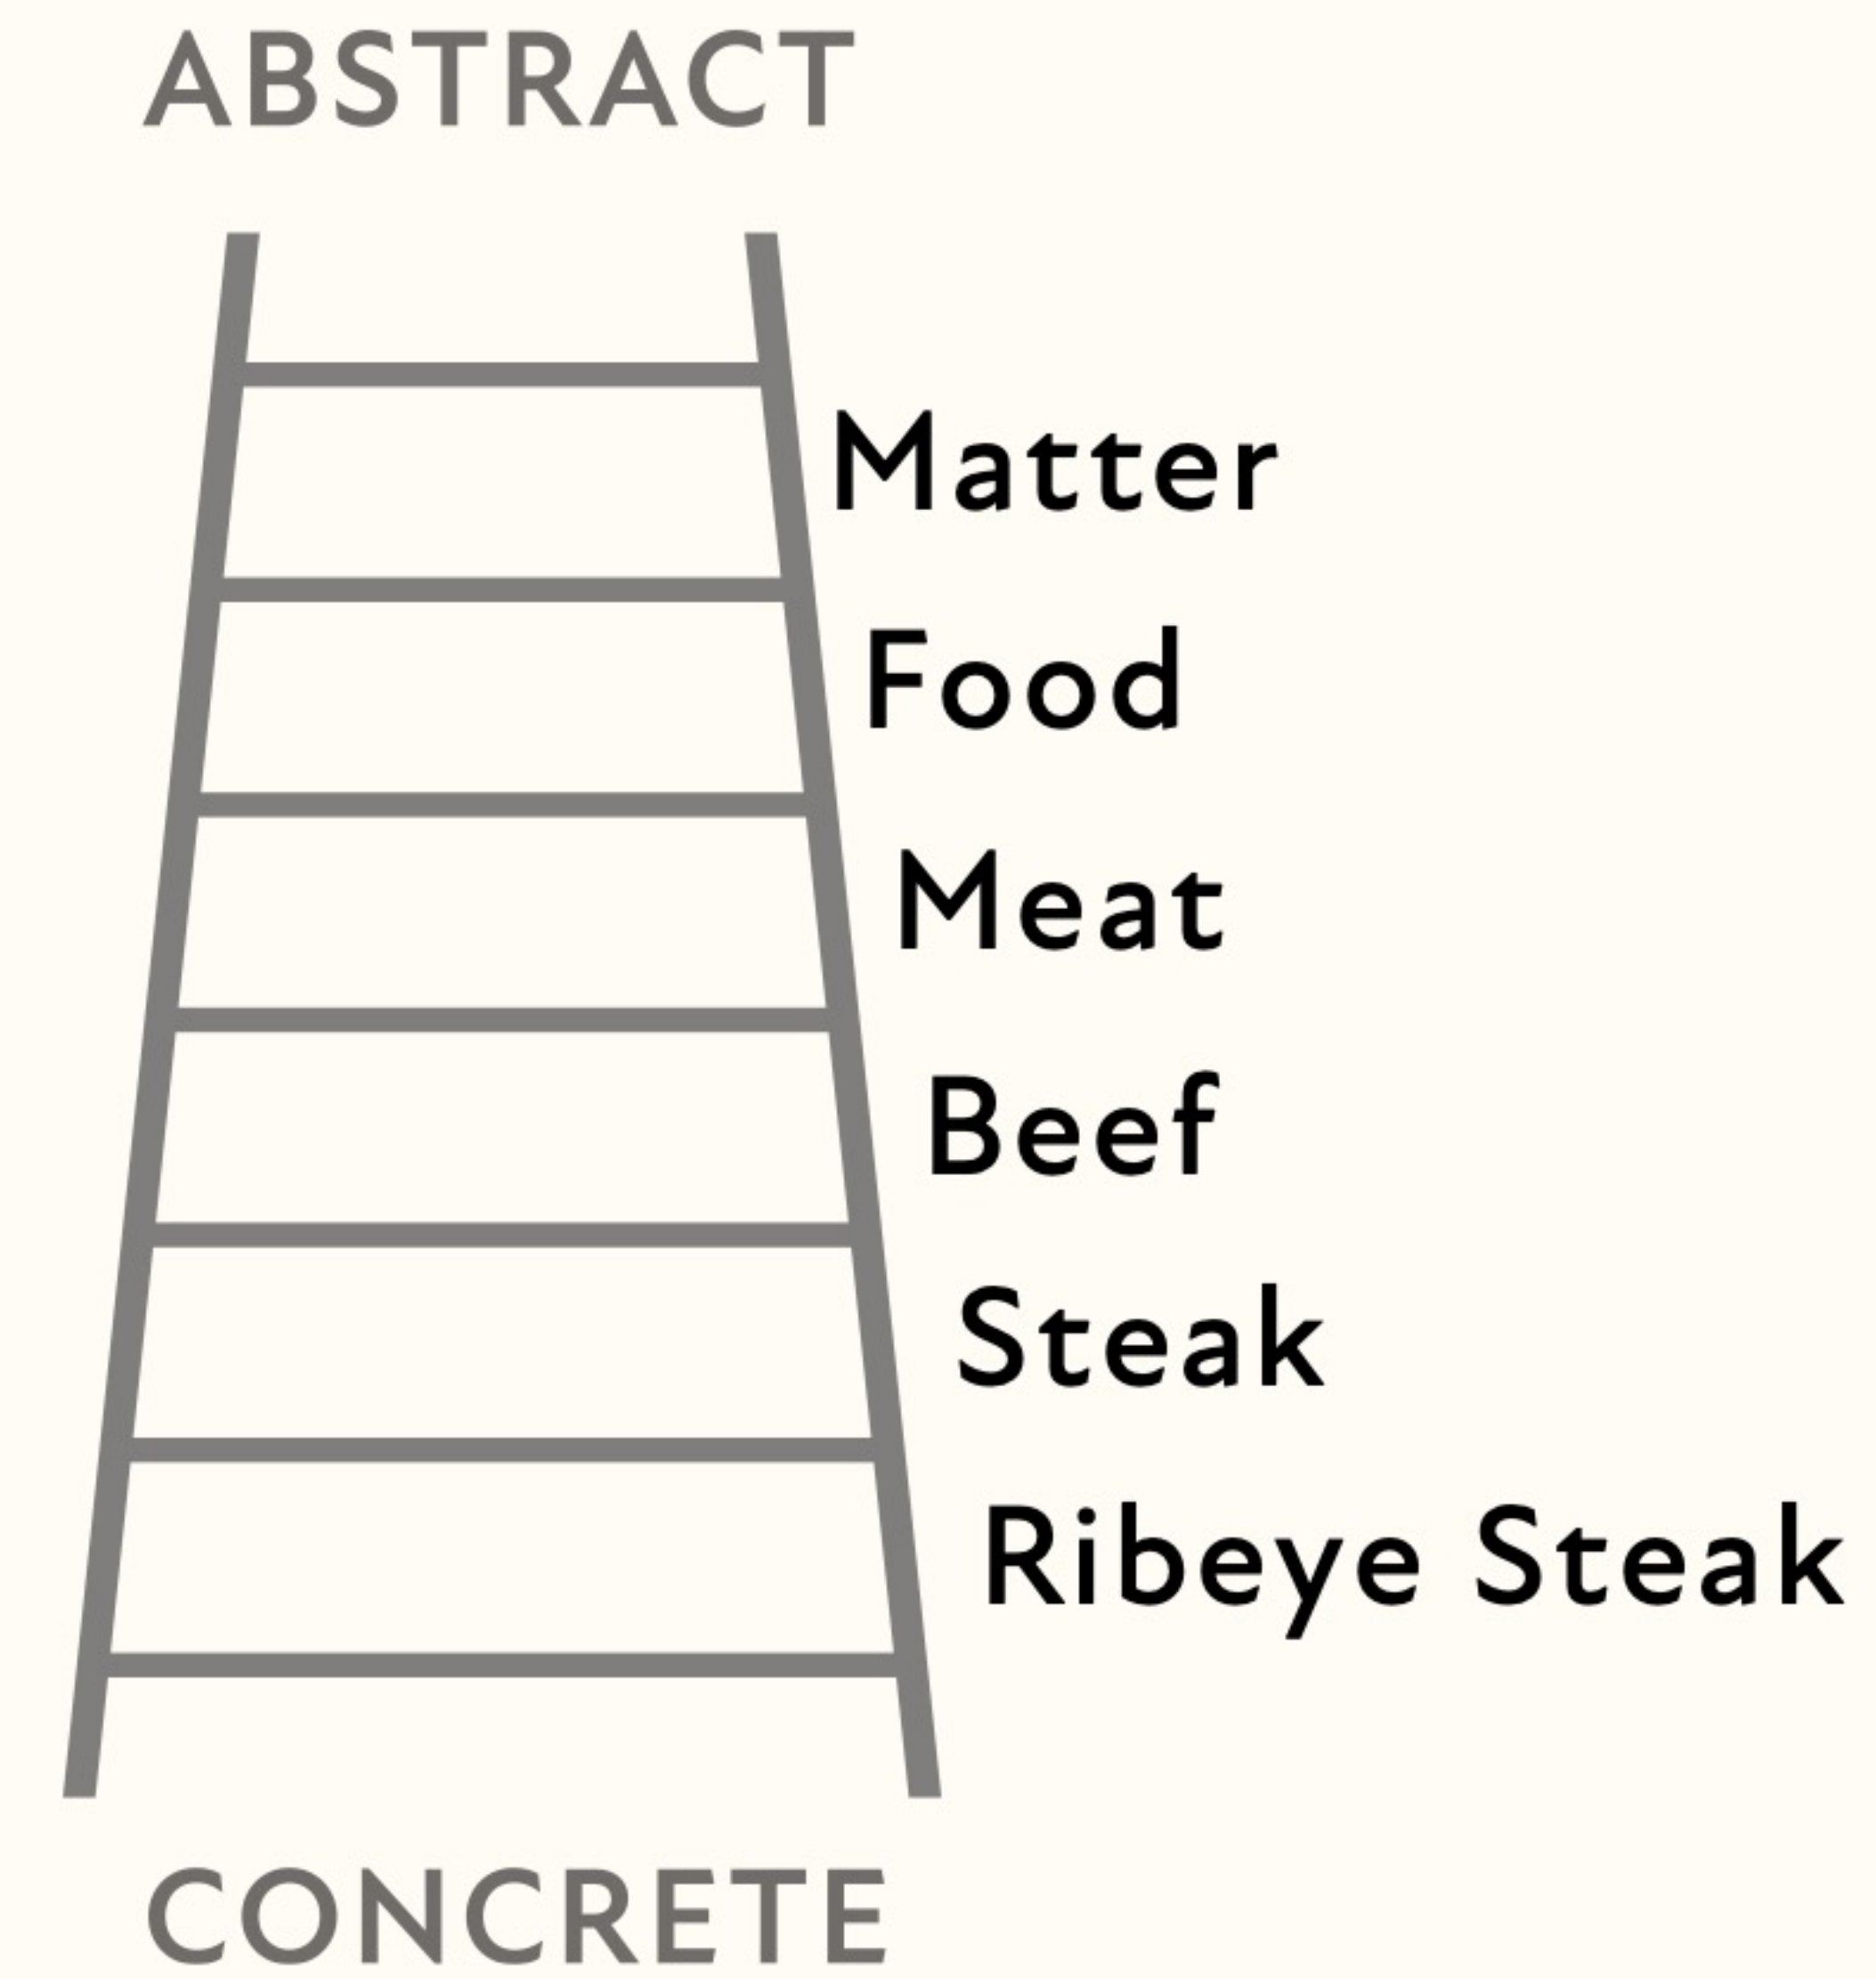 ABSTRACT
Matter
Food
Meat
Beef
Steak
Ribeye Steak
CONCRETE